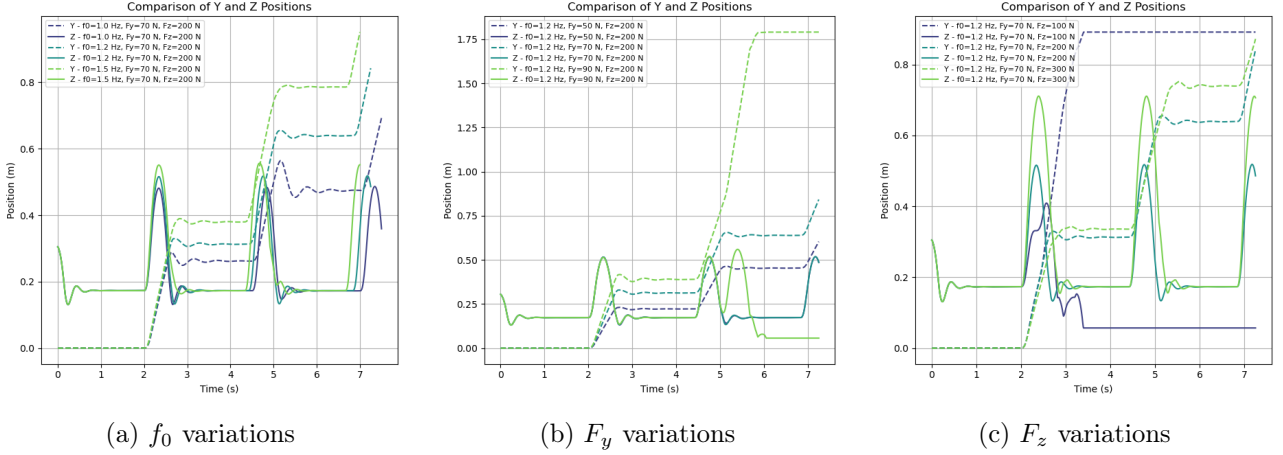 Comparison of Y and Z Positions
Y - f0=1.0 Hz, Fy=70 N, Fz=200 N
Z - f0=1.0 Hz, Fy=70 N, Fz=200 N
Y - f0=1.2 Hz, Fy=70 N, Fz=200 N
Z - f0=1.2 Hz, Fy=70 N, Fz=200 N
Y - f0=1.5 Hz, Fy=70 N, Fz=200 N
Z - f0=1.5 Hz, Fy=70 N, Fz=200 N
0.8
0.6
0.4
0.2
0.0
Position (m)
0 1 2 3 4 5 6 7
Time (s)
(a) f₀ variations
Comparison of Y and Z Positions
Y - f0=1.2 Hz, Fy=50 N, Fz=200 N
Z - f0=1.2 Hz, Fy=50 N, Fz=200 N
Y - f0=1.2 Hz, Fy=70 N, Fz=200 N
Z - f0=1.2 Hz, Fy=70 N, Fz=200 N
Y - f0=1.2 Hz, Fy=90 N, Fz=200 N
Z - f0=1.2 Hz, Fy=90 N, Fz=200 N
1.75
1.50
1.25
1.00
0.75
0.50
0.25
0.00
Position (m)
0 1 2 3 4 5 6 7
Time (s)
(b) F_y variations
Comparison of Y and Z Positions
Y - f0=1.2 Hz, Fy=70 N, Fz=100 N
Z - f0=1.2 Hz, Fy=70 N, Fz=100 N
Y - f0=1.2 Hz, Fy=70 N, Fz=200 N
Z - f0=1.2 Hz, Fy=70 N, Fz=200 N
Y - f0=1.2 Hz, Fy=70 N, Fz=300 N
Z - f0=1.2 Hz, Fy=70 N, Fz=300 N
0.8
0.6
0.4
0.2
0.0
Position (m)
0 1 2 3 4 5 6 7
Time (s)
(c) F_z variations